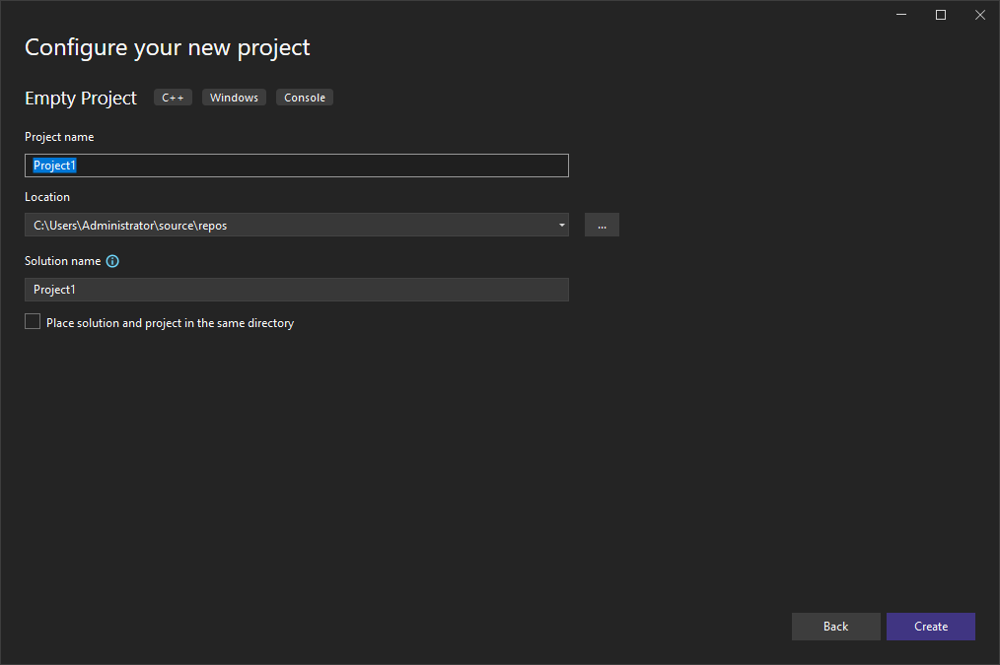 Configure your new project
Empty Project C++ Windows Console
Project name
Project1
Location
C:\Users\Administrator\source\repos ...
Solution name
Project1
Place solution and project in the same directory
Back Create